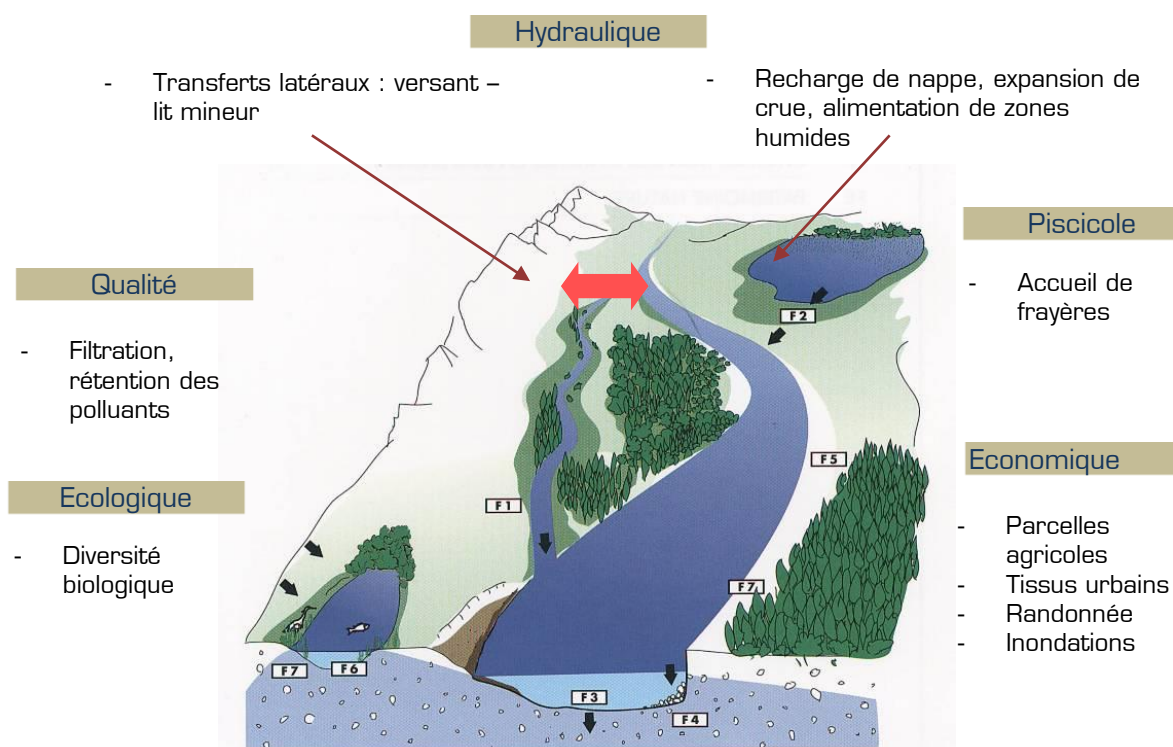 Hydraulique
- Transferts latéraux : versant –
lit mineur
- Recharge de nappe, expansion de
crue, alimentation de zones
humides
Piscicole
- Accueil de
frayères
Qualité
- Filtration,
rétention des
polluants
Ecologique
- Diversité
biologique
Economique
- Parcelles
agricoles
- Tissus urbains
- Randonnée
- Inondations
F2
F5
F1
F7
F7
F6
F3
F4